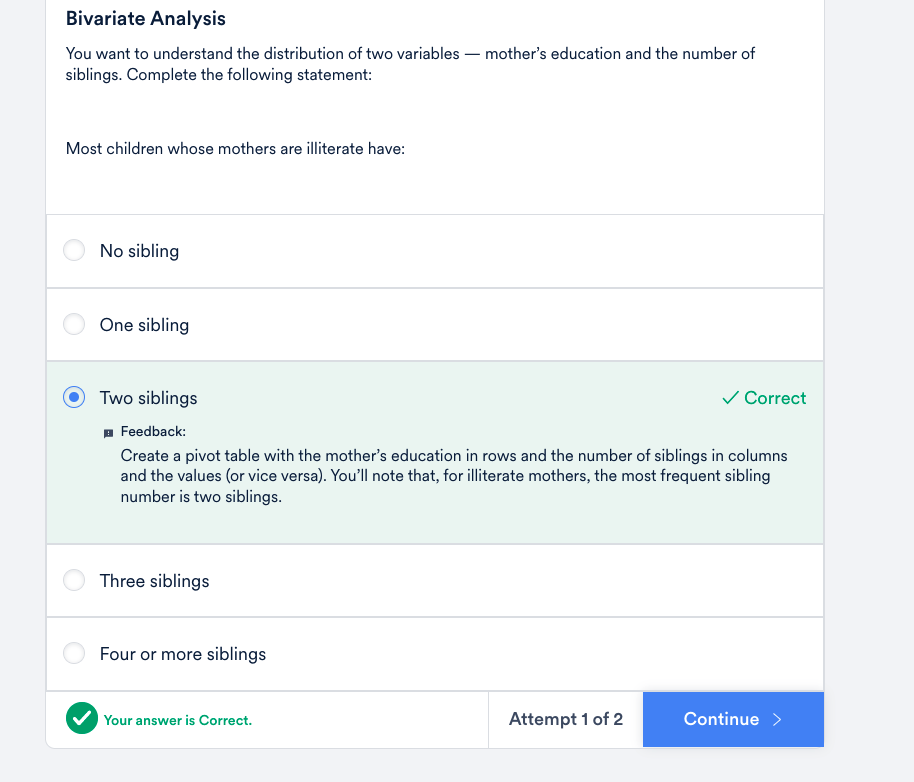 Bivariate Analysis
You want to understand the distribution of two variables — mother’s education and the number of
siblings. Complete the following statement:
Most children whose mothers are illiterate have:
No sibling
One sibling
Two siblings
Correct
Feedback:
Create a pivot table with the mother’s education in rows and the number of siblings in columns
and the values (or vice versa). You’ll note that, for illiterate mothers, the most frequent sibling
number is two siblings.
Three siblings
Four or more siblings
Your answer is Correct.
Attempt 1 of 2
Continue